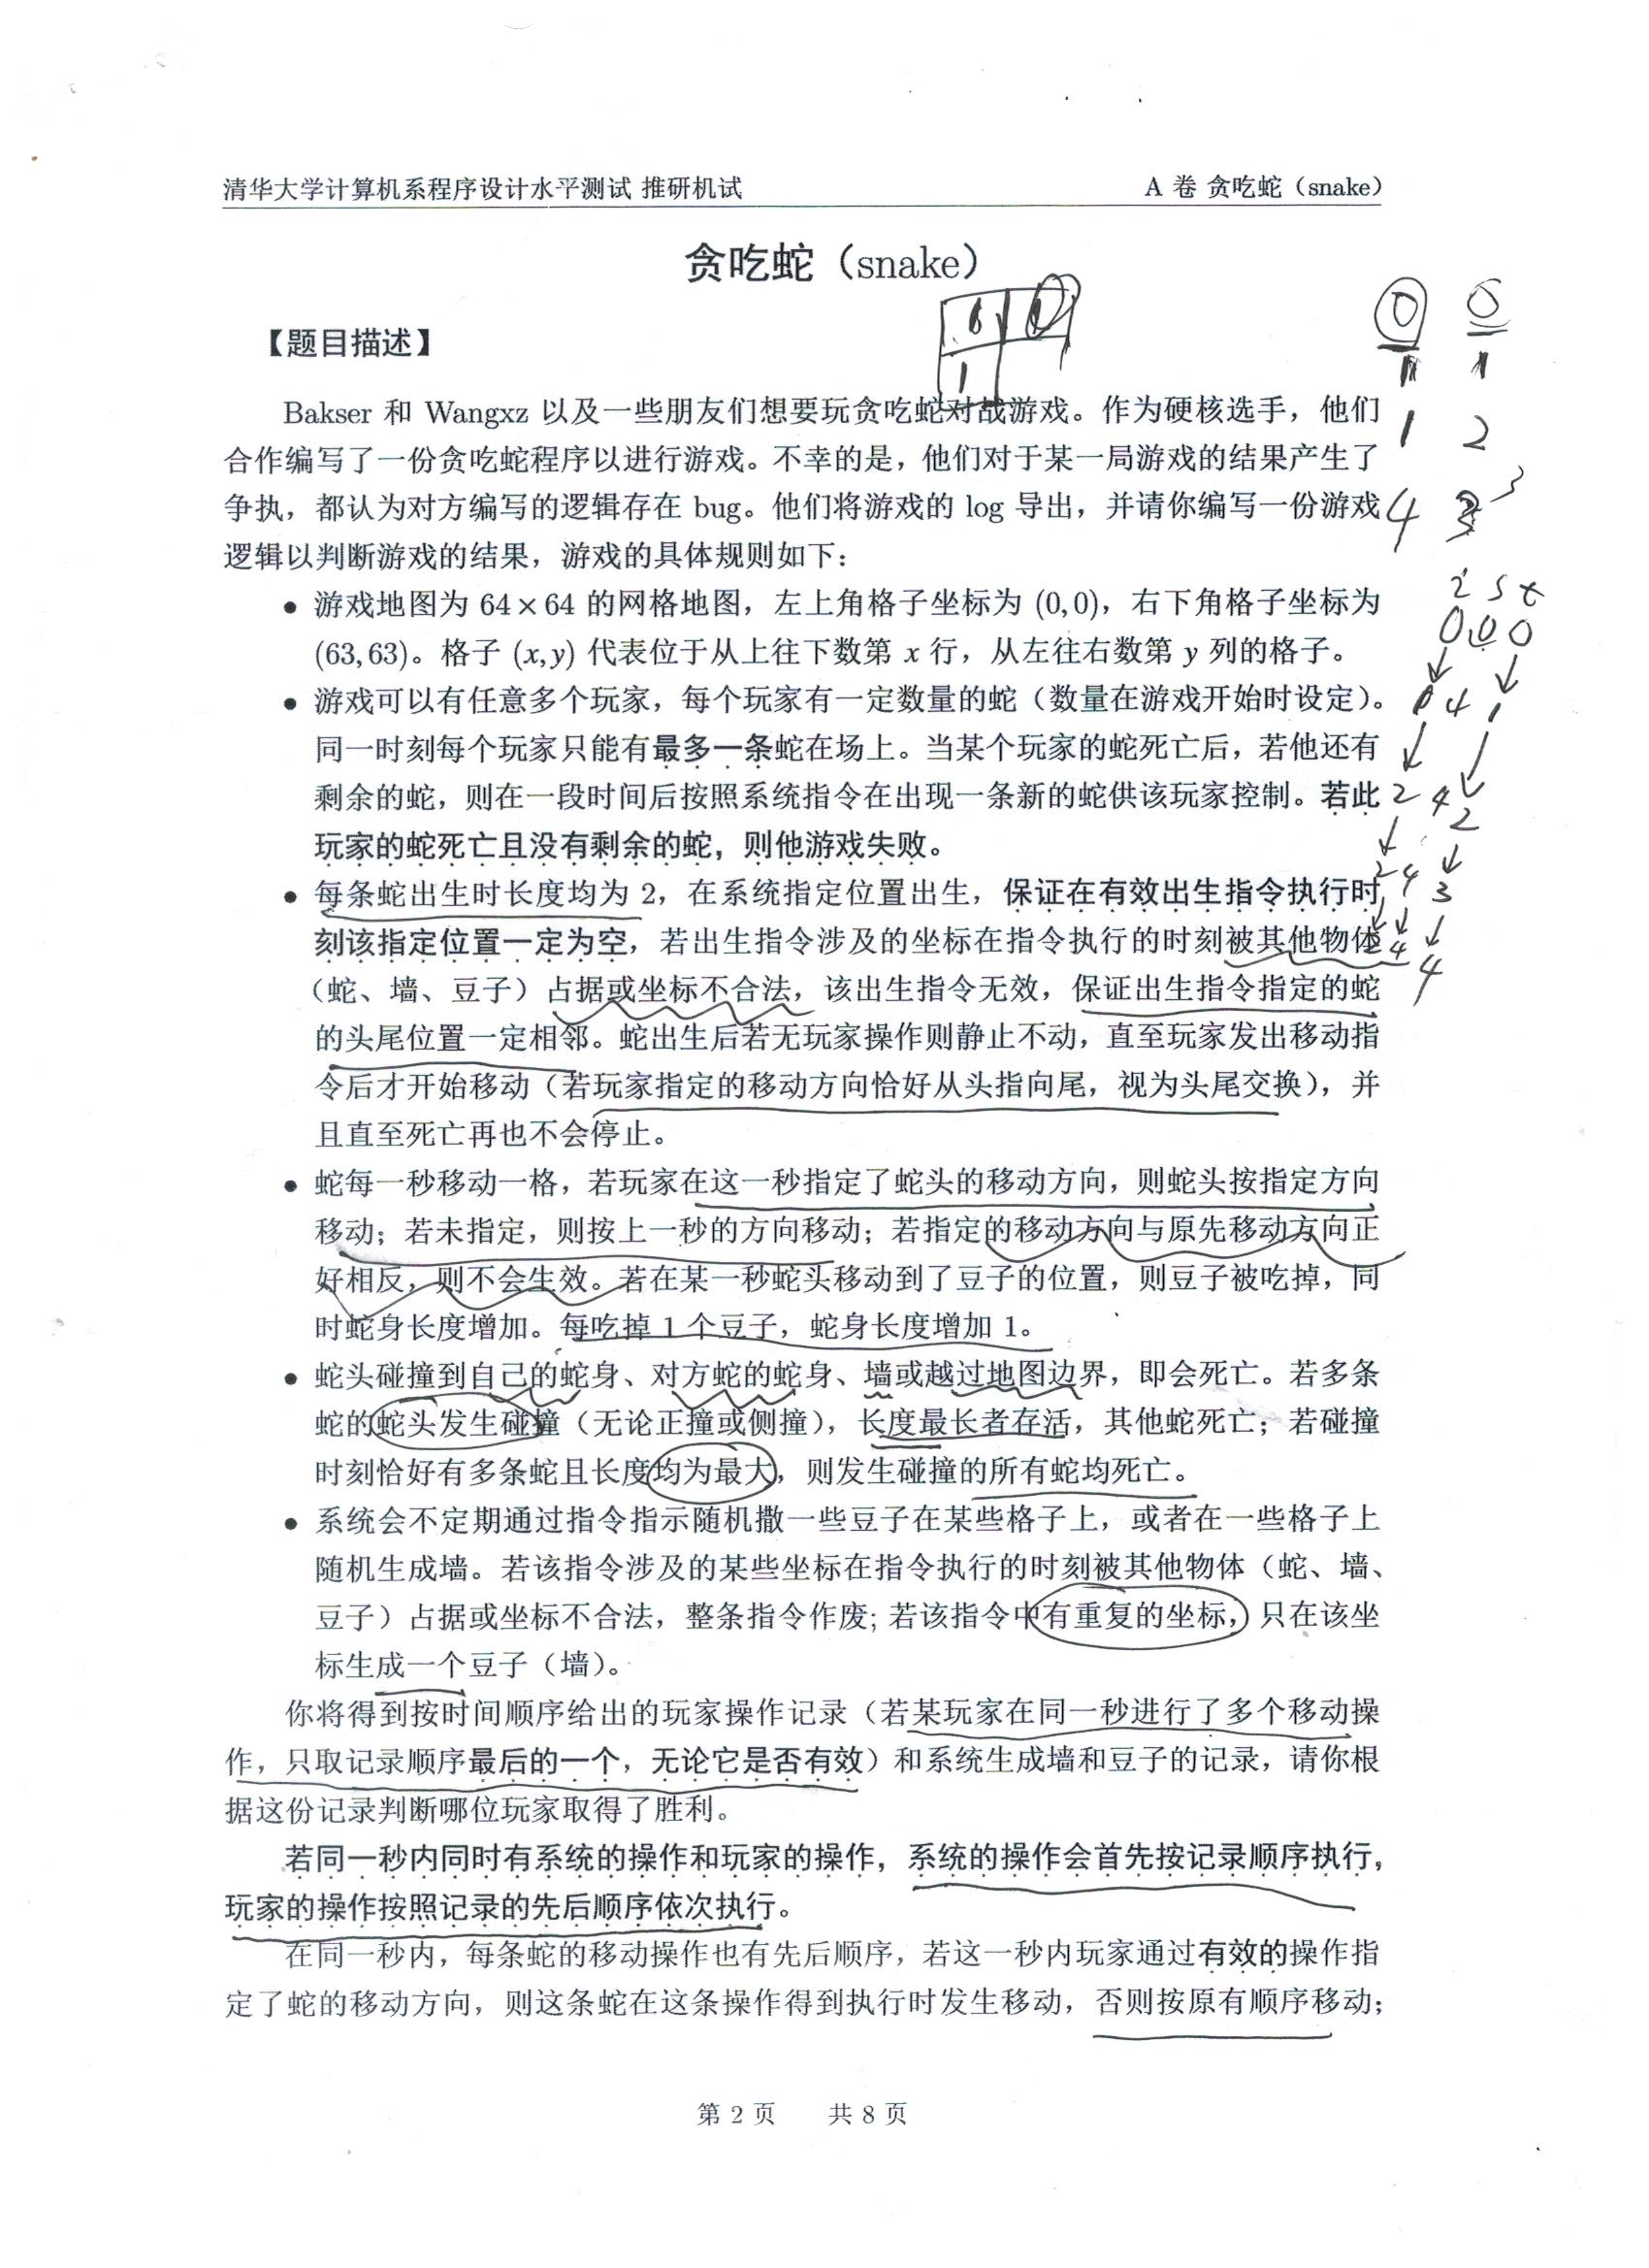 清华大学计算机系程序设计水平测试 推研机试
A 卷 贪吃蛇（snake）
贪吃蛇（snake）
【题目描述】
Bakser 和 Wangxz 以及一些朋友们想要玩贪吃蛇对战游戏。作为硬核选手，他们
合作编写了一份贪吃蛇程序以进行游戏。不幸的是，他们对于某一局游戏的结果产生了
争执，都认为对方编写的逻辑存在 bug。他们将游戏的 log 导出，并请你编写一份游戏
逻辑以判断游戏的结果，游戏的具体规则如下：
• 游戏地图为 64×64 的网格地图，左上角格子坐标为 (0,0)，右下角格子坐标为
(63,63)。格子 (x,y) 代表位于从上往下数第 x 行，从左往右数第 y 列的格子。
• 游戏可以有任意多个玩家，每个玩家有一定数量的蛇（数量在游戏开始时设定）。
同一时刻每个玩家只能有最多一条蛇在场上。当某个玩家的蛇死亡后，若他还有
剩余的蛇，则在一段时间后按照系统指令在出现一条新的蛇供该玩家控制。若此
玩家的蛇死亡且没有剩余的蛇，则他游戏失败。
• 每条蛇出生时长度均为 2，在系统指定位置出生，保证在有效出生指令执行时
刻该指定位置一定为空，若出生指令涉及的坐标在指令执行的时刻被其他物体
（蛇、墙、豆子）占据或坐标不合法，该出生指令无效，保证出生指令指定的蛇
的头尾位置一定相邻。蛇出生后若无玩家操作则静止不动，直至玩家发出移动指
令后才开始移动（若玩家指定的移动方向恰好从头指向尾，视为头尾交换），并
且直至死亡再也不会停止。
• 蛇每一秒移动一格，若玩家在这一秒指定了蛇头的移动方向，则蛇头按指定方向
移动；若未指定，则按上一秒的方向移动；若指定的移动方向与原先移动方向正
好相反，则不会生效。若在某一秒蛇头移动到了豆子的位置，则豆子被吃掉，同
时蛇身长度增加。每吃掉 1 个豆子，蛇身长度增加 1。
• 蛇头碰撞到自己的蛇身、对方蛇的蛇身、墙或越过地图边界，即会死亡。若多条
蛇的蛇头发生碰撞（无论正撞或侧撞），长度最长者存活，其他蛇死亡；若碰撞
时刻恰好有多条蛇且长度均为最大，则发生碰撞的所有蛇均死亡。
• 系统会不定期通过指令指示随机撒一些豆子在某些格子上，或者在一些格子上
随机生成墙。若该指令涉及的某些坐标在指令执行的时刻被其他物体（蛇、墙、
豆子）占据或坐标不合法，整条指令作废; 若该指令中有重复的坐标，只在该坐
标生成一个豆子（墙）。
你将得到按时间顺序给出的玩家操作记录（若某玩家在同一秒进行了多个移动操
作，只取记录顺序最后的一个，无论它是否有效）和系统生成墙和豆子的记录，请你根
据这份记录判断哪位玩家取得了胜利。
若同一秒内同时有系统的操作和玩家的操作，系统的操作会首先按记录顺序执行，
玩家的操作按照记录的先后顺序依次执行。
在同一秒内，每条蛇的移动操作也有先后顺序，若这一秒内玩家通过有效的操作指
定了蛇的移动方向，则这条蛇在这条操作得到执行时发生移动，否则按原有顺序移动；
第 2 页 共 8 页